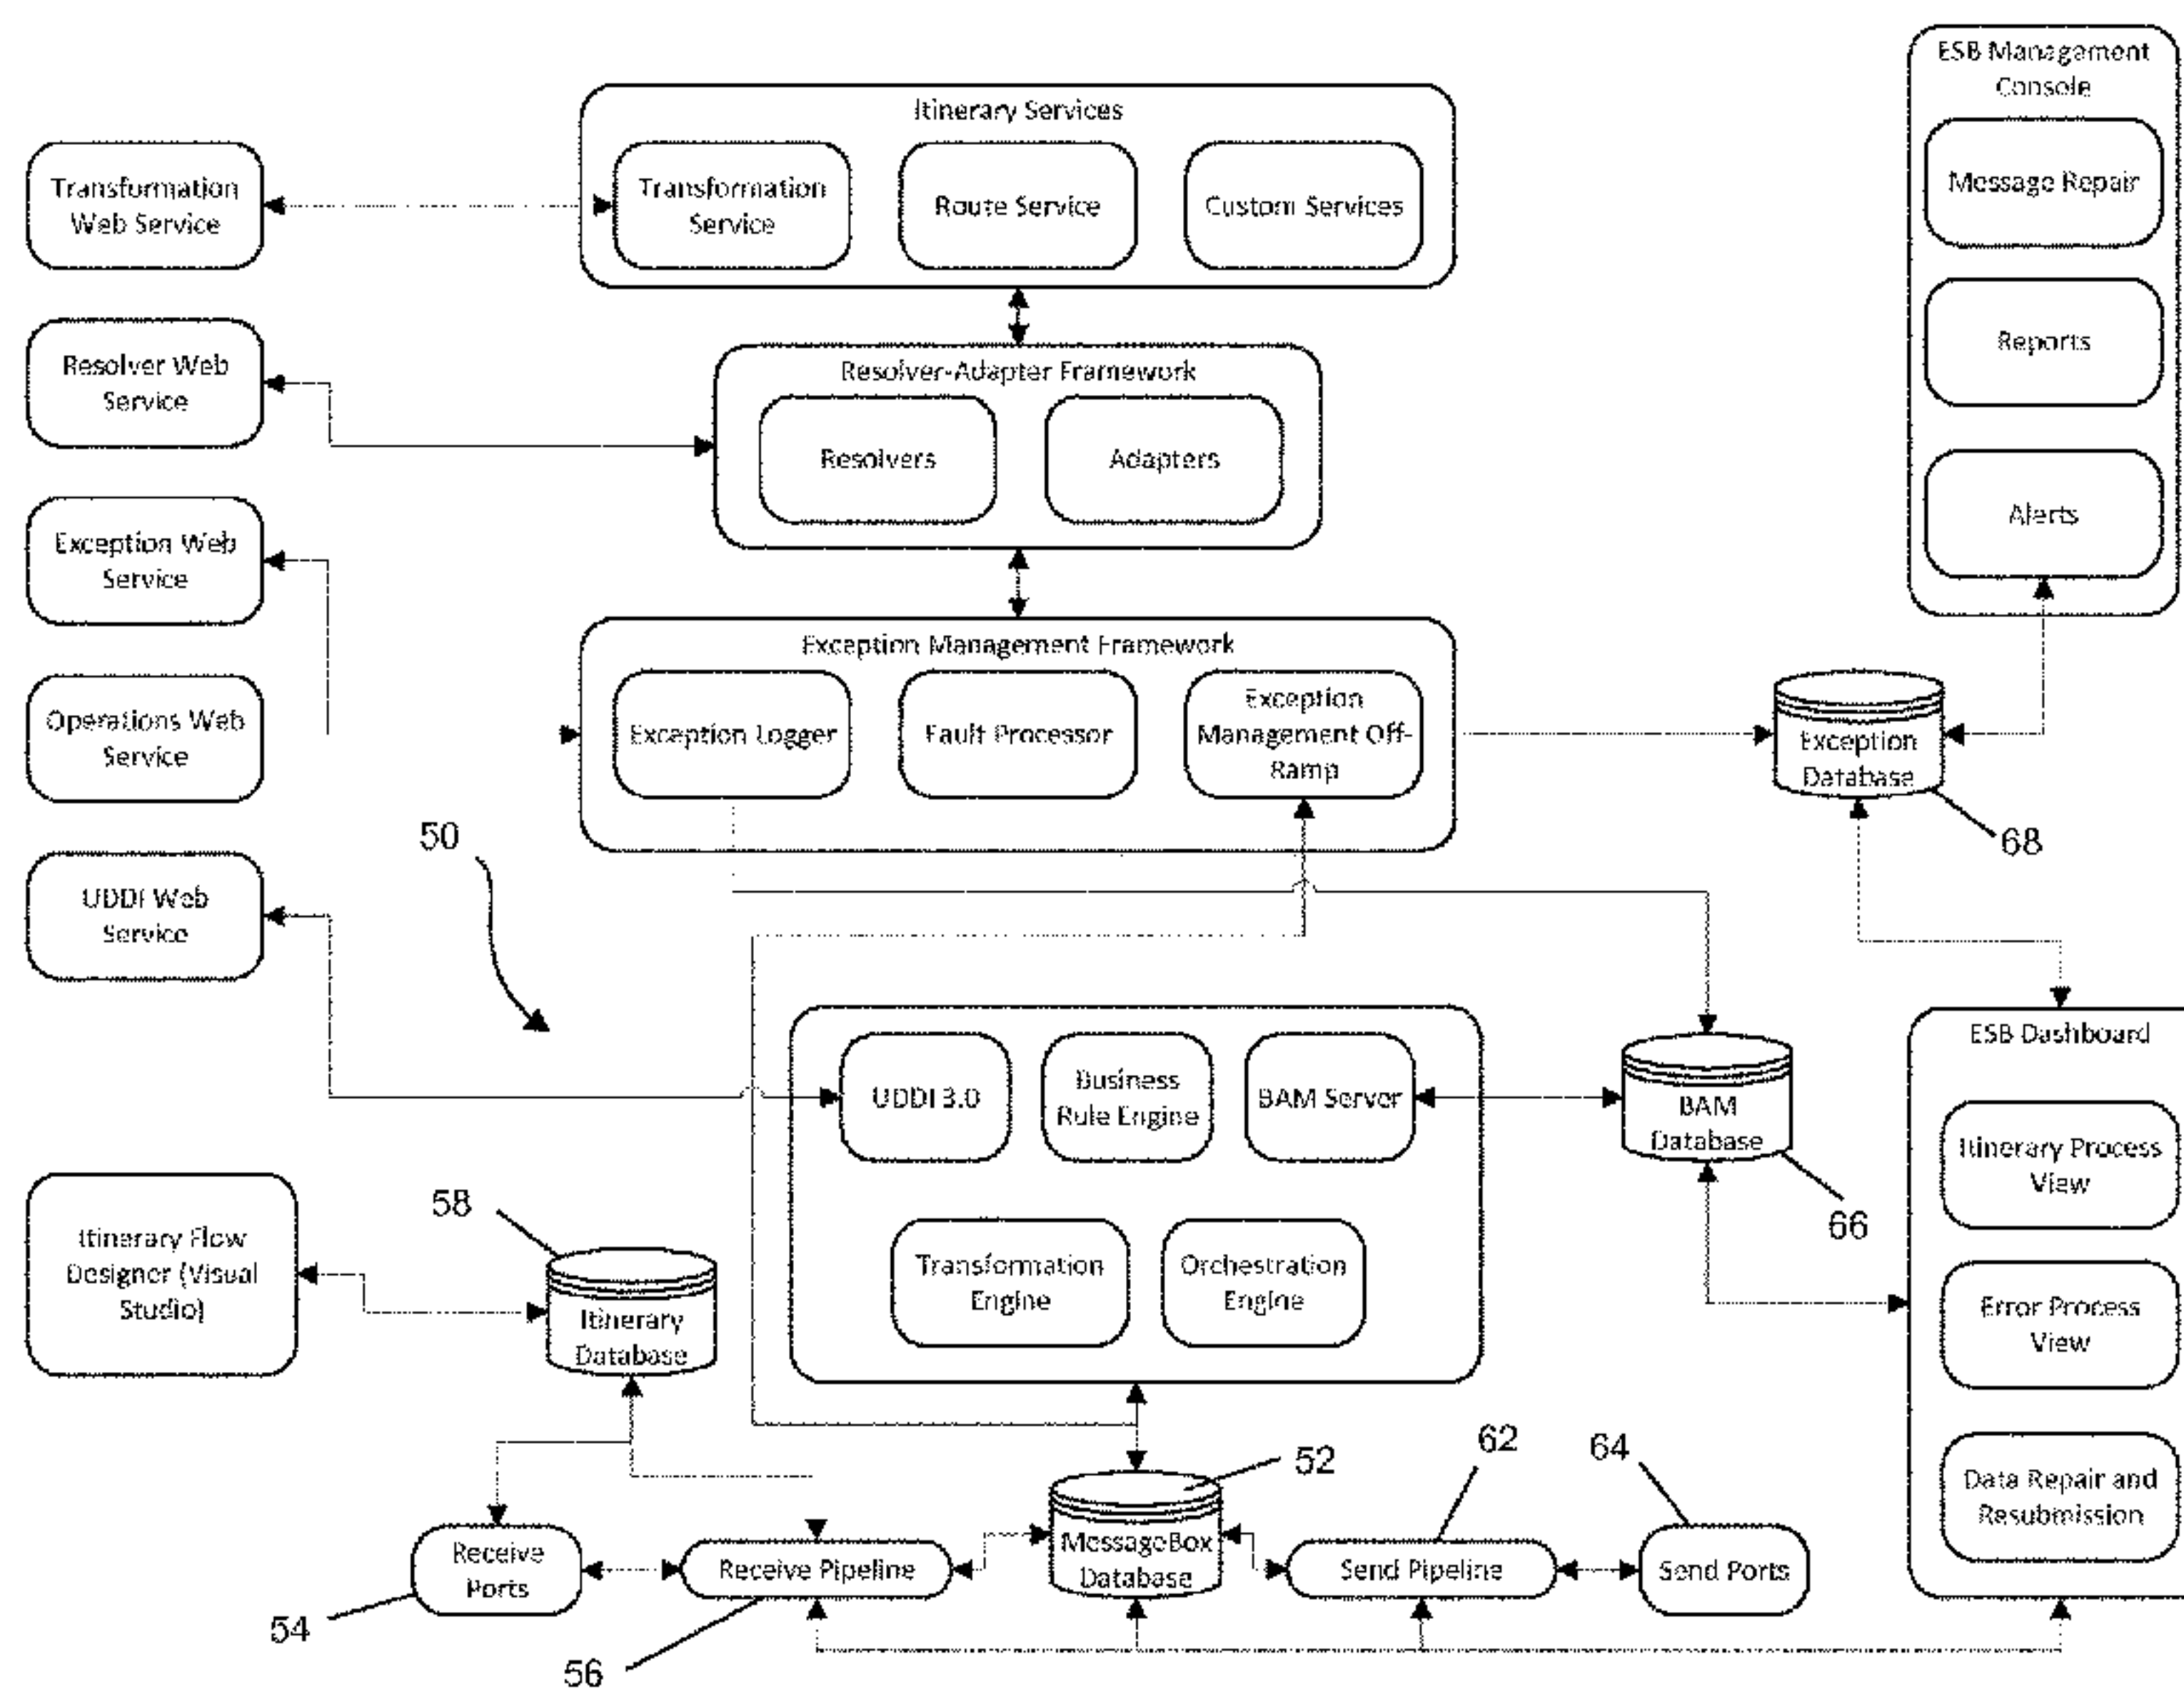 ESB Management
Console
Message Repair
Reports
Alerts
Itinerary Services
Transformation
Service
Route Service
Custom Services
Transformation
Web Service
Resolver Web
Service
Resolver-Adapter Framework
Resolvers
Adapters
Exception Web
Service
Exception Management Framework
Exception Logger
Fault Processor
Exception
Management Off-
Ramp
Operations Web
Service
Exception
Database
68
50
UDDI Web
Service
UDDI 3.0
Business
Rule Engine
BAM Server
Transformation
Engine
Orchestration
Engine
BAM
Database
66
ESB Dashboard
Itinerary Process
View
Error Process
View
Data Repair and
Resubmission
Itinerary Flow
Designer (Visual
Studio)
58
Itinerary
Database
52
62
64
Receive
Ports
Receive Pipeline
MessageBox
Database
Send Pipeline
Send Ports
54
56